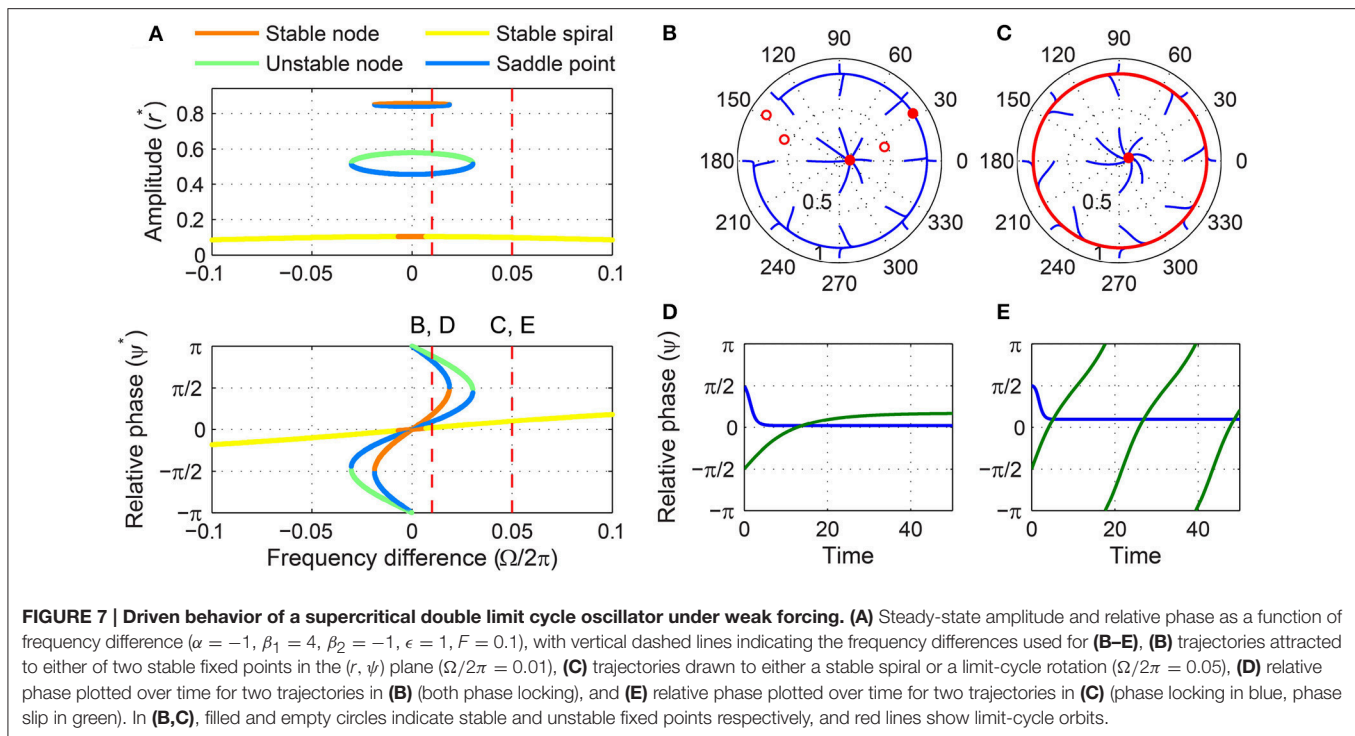 A
Stable node
Stable spiral
Unstable node
Saddle point
Amplitude (r*)
0.8
0.6
0.4
0.2
0
−0.1
−0.05
0
0.05
0.1
B, D
C, E
Relative phase (ψ*)
π
π/2
0
−π/2
−π
−0.1
−0.05
0
0.05
0.1
Frequency difference (Ω/2π)
B
90
60
30
0
330
300
270
240
210
180
150
120
0.5
1
C
90
60
30
0
330
300
270
240
210
180
150
120
0.5
1
D
Relative phase (ψ)
π
π/2
0
−π/2
−π
0
20
40
Time
E
π
π/2
0
−π/2
−π
0
20
40
Time
FIGURE 7 | Driven behavior of a supercritical double limit cycle oscillator under weak forcing. (A) Steady-state amplitude and relative phase as a function of
frequency difference (α = −1, β1 = 4, β2 = −1, ϵ = 1, F = 0.1), with vertical dashed lines indicating the frequency differences used for (B–E), (B) trajectories attracted
to either of two stable fixed points in the (r, ψ) plane (Ω/2π = 0.01), (C) trajectories drawn to either a stable spiral or a limit-cycle rotation (Ω/2π = 0.05), (D) relative
phase plotted over time for two trajectories in (B) (both phase locking), and (E) relative phase plotted over time for two trajectories in (C) (phase locking in blue, phase
slip in green). In (B,C), filled and empty circles indicate stable and unstable fixed points respectively, and red lines show limit-cycle orbits.